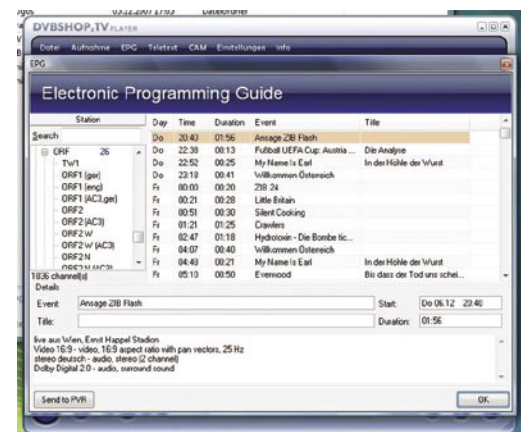 03.12.2007 17:03 Dateiordner
DVBSHOP,TV PLAYER
Datei Aufnahme EPG Teletext CAM Einstellungen Info
EPG
Electronic Programming Guide
Station Day Time Duration Event Title
Search
ORF 26
TW1
ORF1 (ger)
ORF1 (eng)
ORF1 (AC3,ger)
ORF2
ORF2 (AC3)
ORF2 W
ORF2 W (AC3)
ORF2 N
ORF2 N (AC3)
1836 channel(s)
Do 20:40 01:56 Ansage ZIB Flash
Do 22:38 00:13 Fußball UEFA Cup: Austria ... Die Analyse
Do 22:52 00:25 My Name Is Earl In der Höhle der Wurst
Do 23:18 00:41 Willkommen Österreich
Fr 00:00 00:20 ZIB 24
Fr 00:21 00:28 Little Britain
Fr 00:51 00:30 Silent Cooking
Fr 01:21 01:25 Crawlers
Fr 02:47 01:18 Hydrotoxin - Die Bombe tic...
Fr 04:07 00:40 Willkommen Österreich
Fr 04:48 00:21 My Name Is Earl In der Höhle der Wurst
Fr 05:10 00:50 Everwood Bis dass der Tod uns schei...
Details
Event: Ansage ZIB Flash Start: Do 06.12 20:40
Title: Duration: 01:56
live aus Wien, Ernst Happel Stadion
Video 16:9 - video, 16:9 aspect ratio with pan vectors, 25 Hz
stereo deutsch - audio, stereo (2 channel)
Dolby Digital 2.0 - audio, surround sound
Send to PVR OK